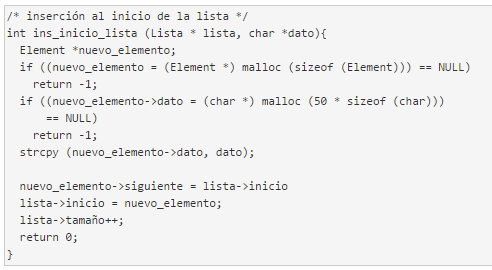 /* inserción al inicio de la lista */
int ins_inicio_lista (Lista * lista, char *dato){
  Element *nuevo_elemento;
  if ((nuevo_elemento = (Element *) malloc (sizeof (Element))) == NULL)
    return -1;
  if ((nuevo_elemento->dato = (char *) malloc (50 * sizeof (char)))
      == NULL)
    return -1;
  strcpy (nuevo_elemento->dato, dato);

  nuevo_elemento->siguiente = lista->inicio
  lista->inicio = nuevo_elemento;
  lista->tamaño++;
  return 0;
}